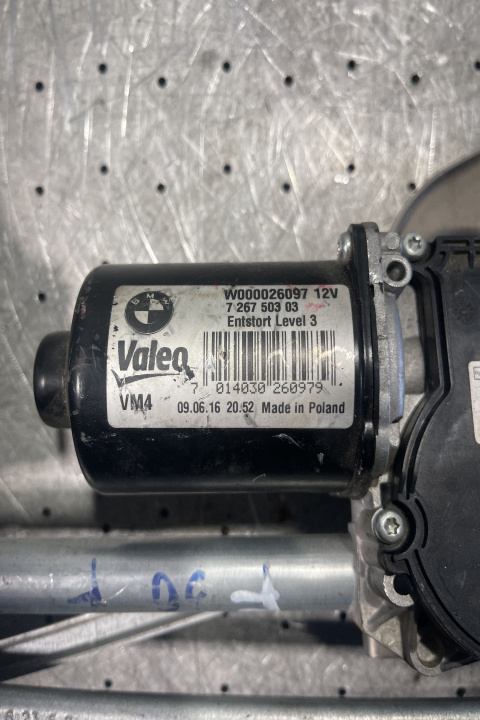 BMW
W000026097 12V
7 267 503 03
Entstort Level 3
Valeo
7 014030 260979
VM4
09.06.16 20:52 Made in Poland